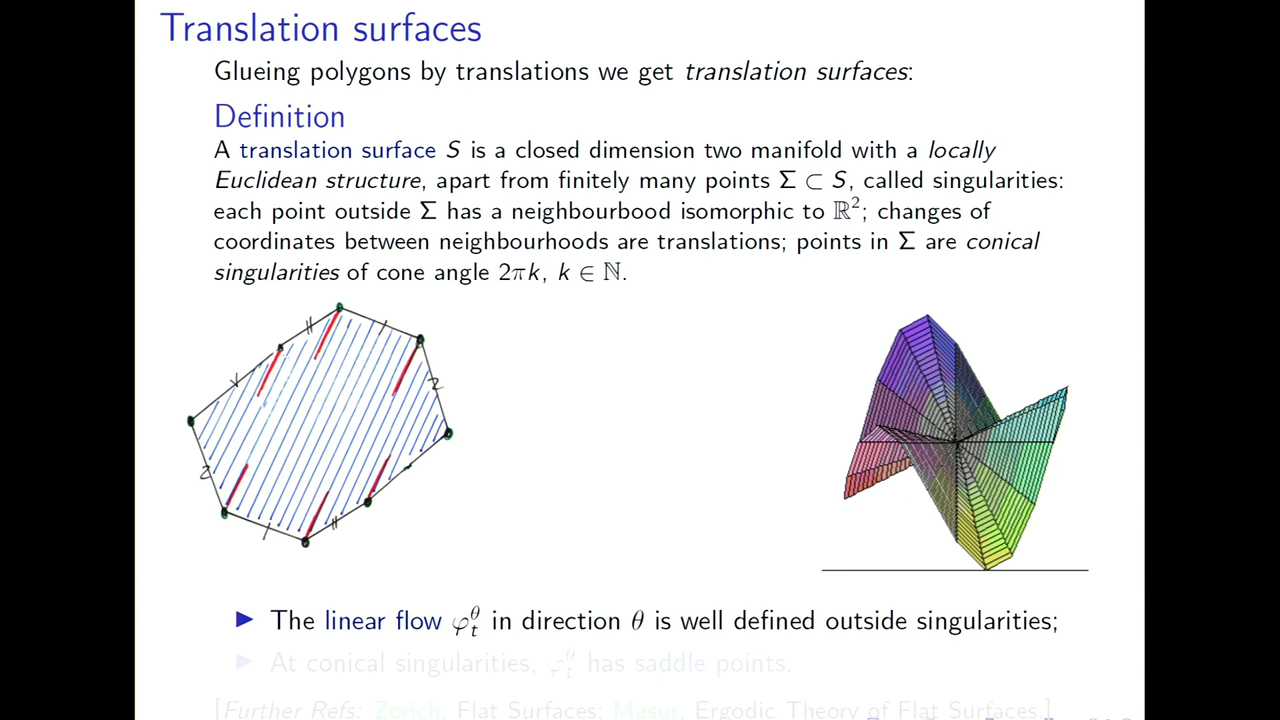 Translation surfaces
Glueing polygons by translations we get translation surfaces:
Definition
A translation surface S is a closed dimension two manifold with a locally
Euclidean structure, apart from finitely many points Σ ⊂ S, called singularities:
each point outside Σ has a neighbourbood isomorphic to ℝ²; changes of
coordinates between neighbourhoods are translations; points in Σ are conical
singularities of cone angle 2πk, k ∈ ℕ.
▶ The linear flow φ_t^θ in direction θ is well defined outside singularities;
▶ At conical singularities, φ_t^θ has saddle points.
[Further Refs: Zorich, Flat Surfaces; Masur, Ergodic Theory of Flat Surfaces.]